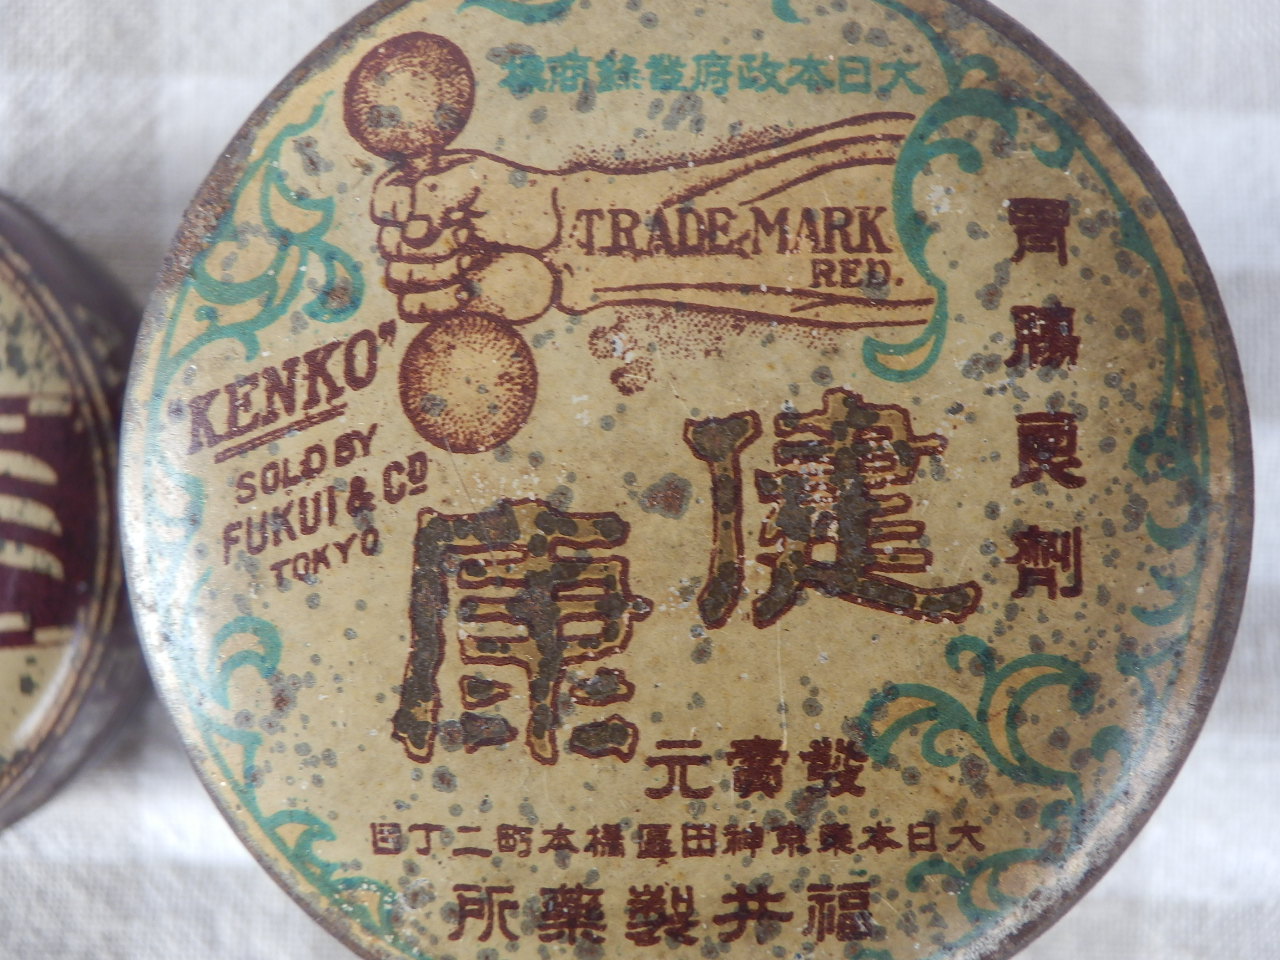 大日本政府登錄商標
TRADE MARK
RED.
"KENKO"
SOLD BY
FUKUI & Co
TOKYO
胃腸良劑
健康
發賣元
大日本東京神田區橋本町二丁目
福井製藥所